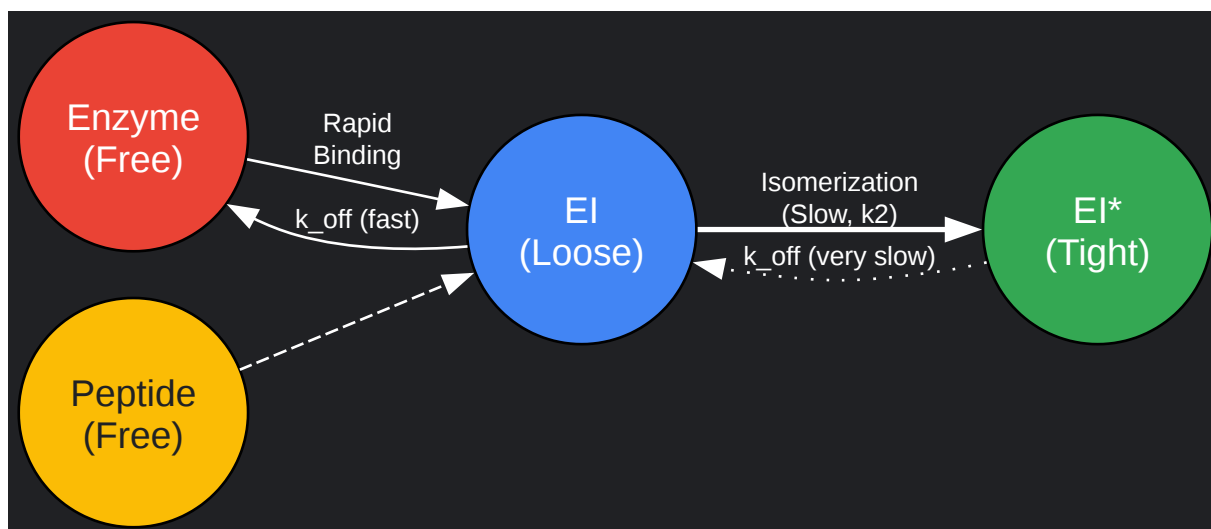 Enzyme
(Free)
Rapid
Binding
k_off (fast)
Peptide
(Free)
EI
(Loose)
Isomerization
(Slow, k2)
k_off (very slow)
EI*
(Tight)